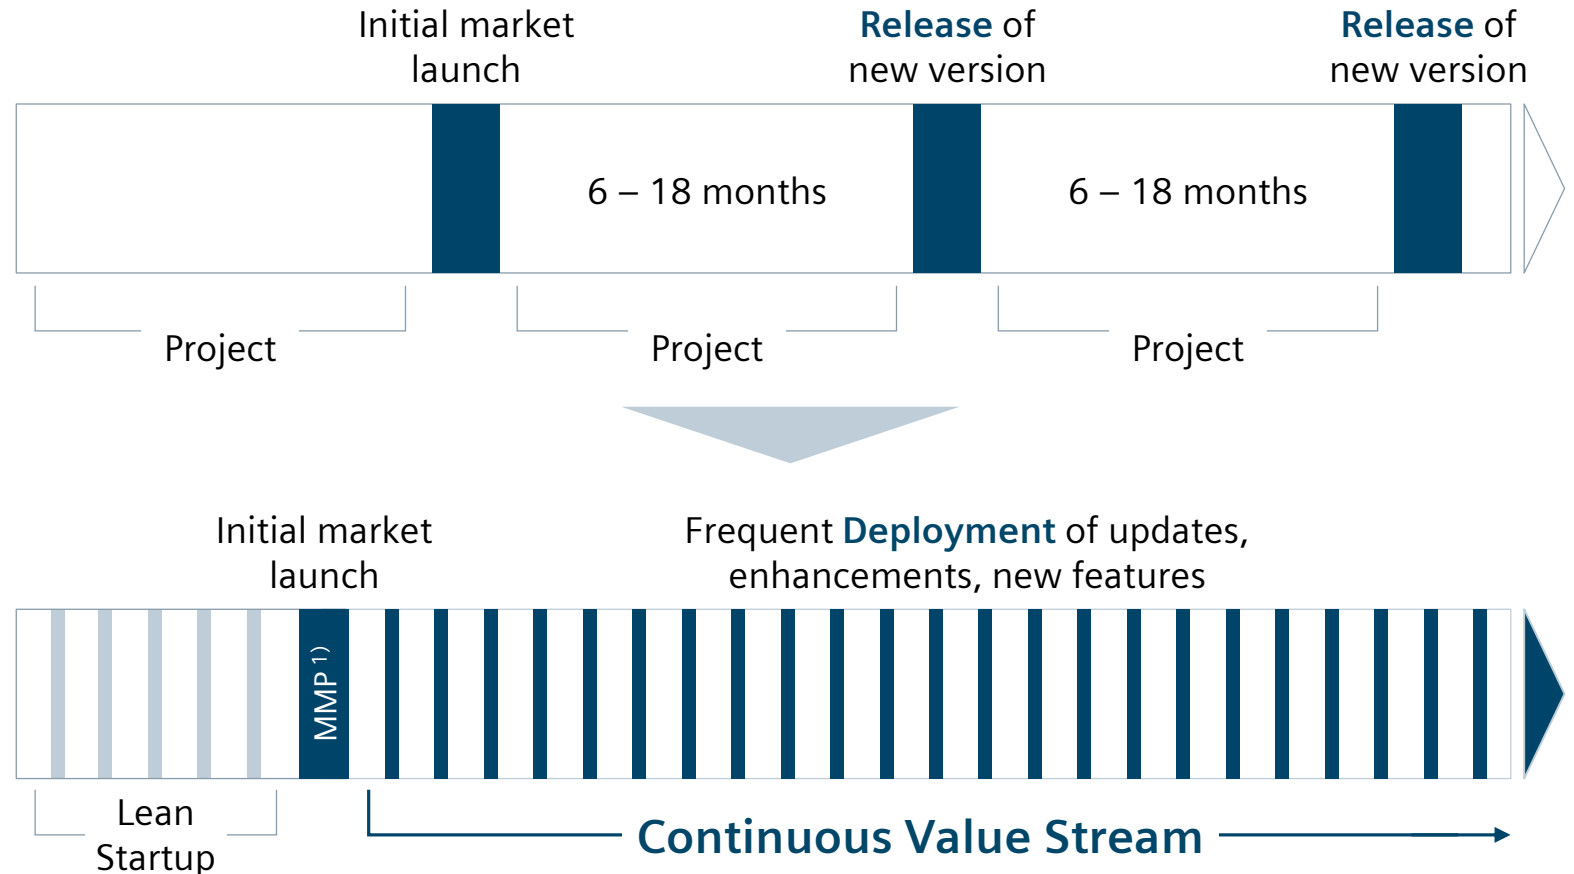 Initial market
launch
Release of
new version
Release of
new version
6 – 18 months
6 – 18 months
Project
Project
Project
Initial market
launch
Frequent Deployment of updates,
enhancements, new features
MMP 1)
Lean
Startup
Continuous Value Stream